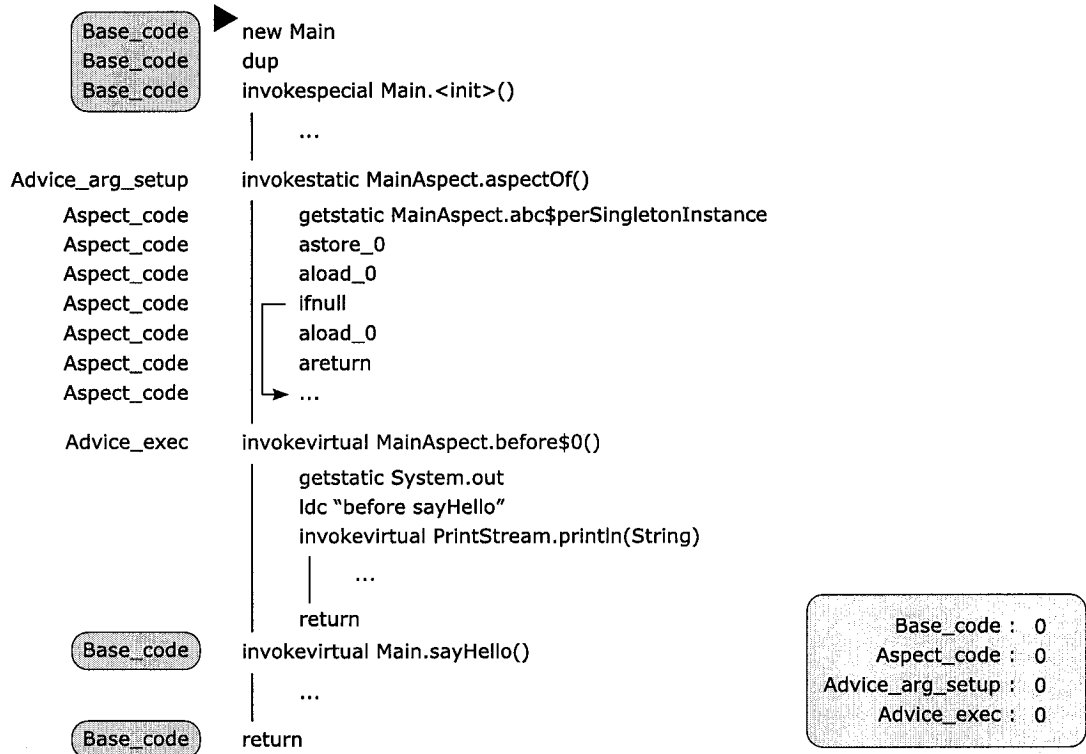 Base_code new Main
Base_code dup
Base_code invokespecial Main.<init>()
...
Advice_arg_setup invokestatic MainAspect.aspectOf()
Aspect_code getstatic MainAspect.abc$perSingletonInstance
Aspect_code astore_0
Aspect_code aload_0
Aspect_code ifnull
Aspect_code aload_0
Aspect_code areturn
Aspect_code ...
Advice_exec invokevirtual MainAspect.before$0()
getstatic System.out
ldc “before sayHello”
invokevirtual PrintStream.println(String)
...
return
Base_code invokevirtual Main.sayHello()
...
Base_code return
Base_code : 0
Aspect_code : 0
Advice_arg_setup : 0
Advice_exec : 0